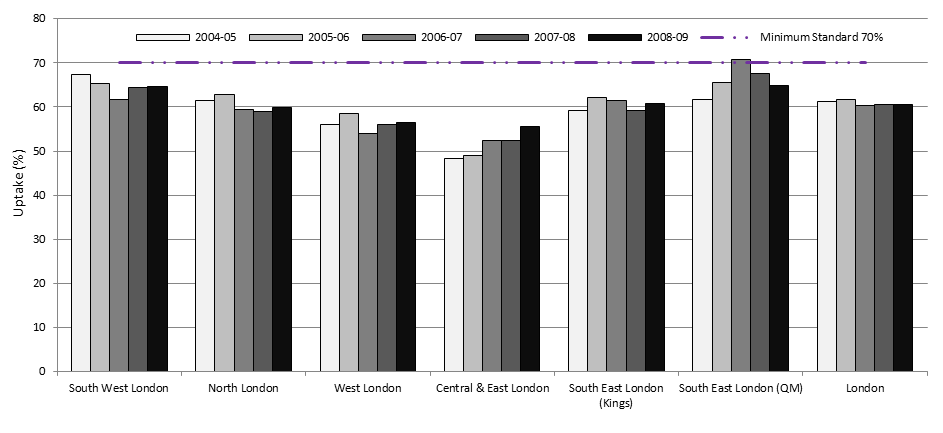 80
2004-05 2005-06 2006-07 2007-08 2008-09 Minimum Standard 70%
70
60
50
40
30
20
10
0
Uptake (%)
South West London North London West London Central & East London South East London South East London (QM) London
(Kings)